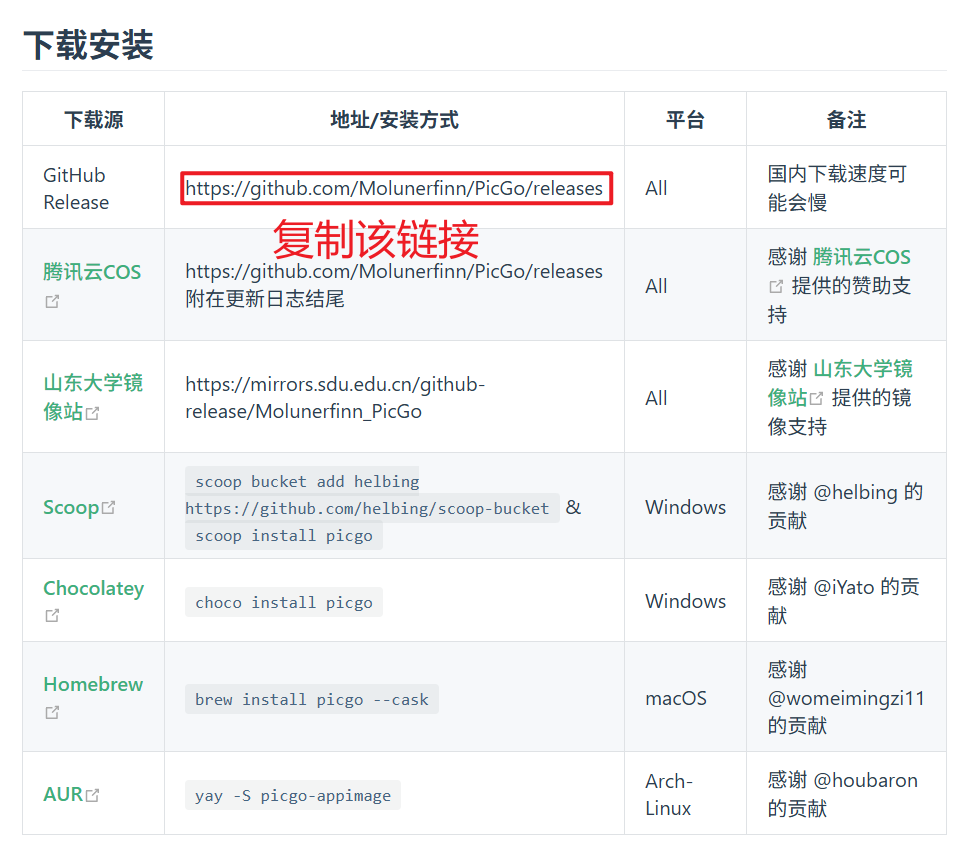 下载安装
下载源 地址/安装方式 平台 备注
GitHub
Release
https://github.com/Molunerfinn/PicGo/releases
All
国内下载速度可
能会慢
复制该链接
腾讯云COS
https://github.com/Molunerfinn/PicGo/releases
附在更新日志结尾
All
感谢 腾讯云COS
提供的赞助支
持
山东大学镜
像站
https://mirrors.sdu.edu.cn/github-
release/Molunerfinn_PicGo
All
感谢 山东大学镜
像站 提供的镜
像支持
Scoop
scoop bucket add helbing
https://github.com/helbing/scoop-bucket &
scoop install picgo
Windows
感谢 @helbing 的
贡献
Chocolatey
choco install picgo
Windows
感谢 @iYato 的贡
献
Homebrew
brew install picgo --cask
macOS
感谢
@womeimingzi11
的贡献
AUR
yay -S picgo-appimage
Arch-
Linux
感谢 @houbaron
的贡献